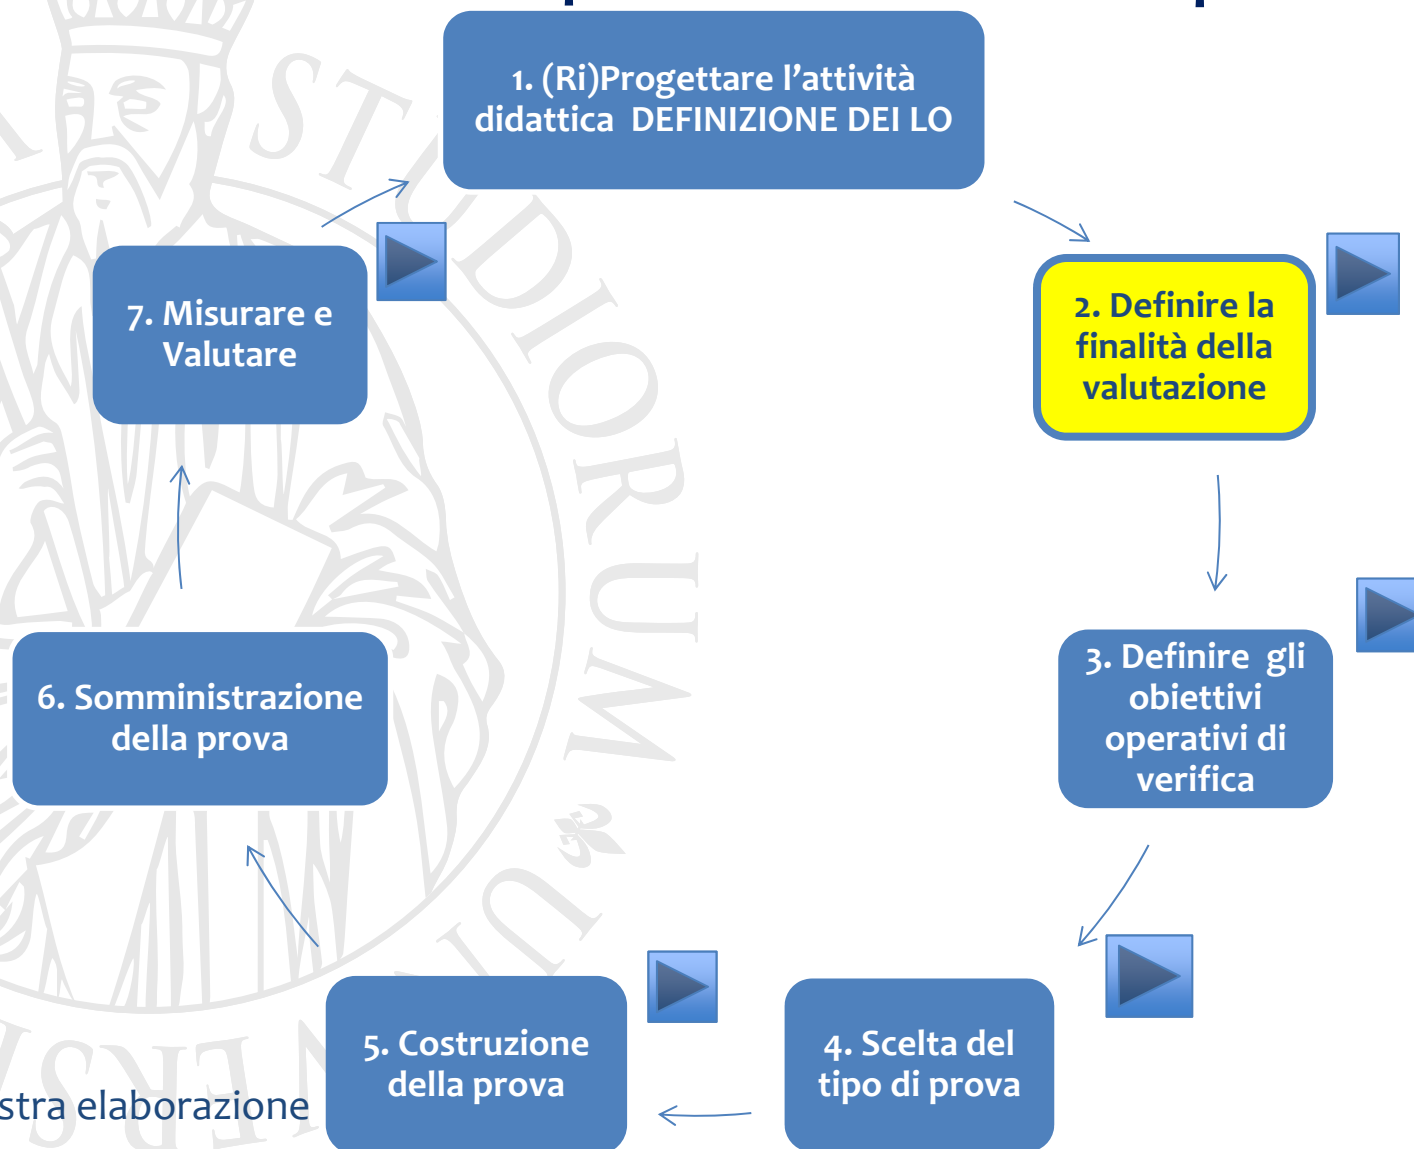 1. (Ri)Progettare l’attività
didattica DEFINIZIONE DEI LO
2. Definire la
finalità della
valutazione
3. Definire gli
obiettivi
operativi di
verifica
4. Scelta del
tipo di prova
5. Costruzione
della prova
6. Somministrazione
della prova
7. Misurare e
Valutare
stra elaborazione
STUDIORUM